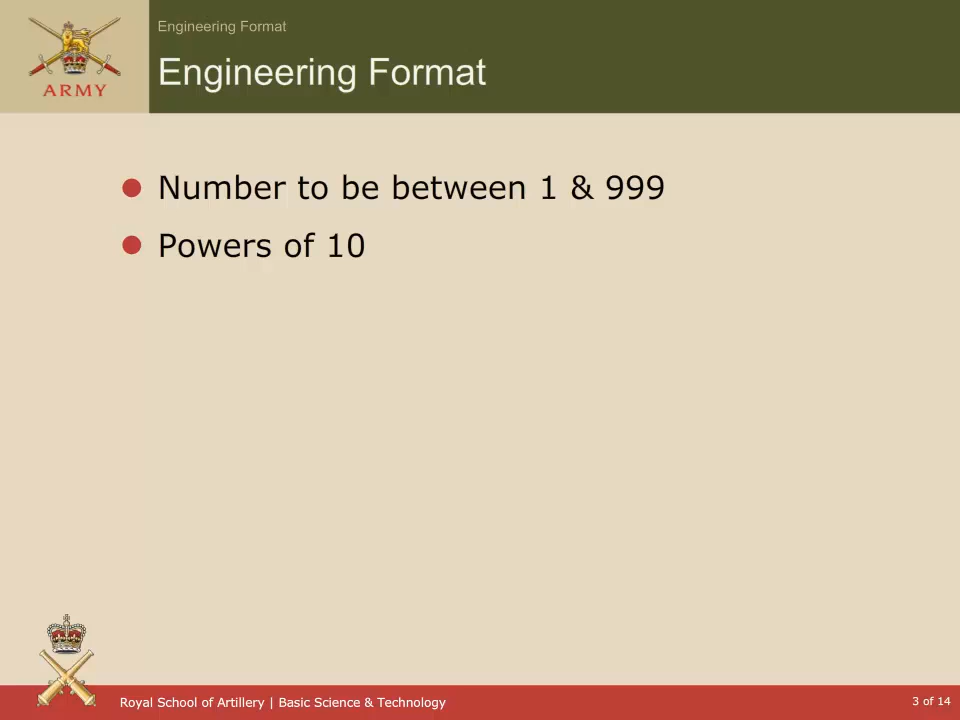 Engineering Format
Engineering Format
ARMY
Number to be between 1 & 999
Powers of 10
Royal School of Artillery | Basic Science & Technology
3 of 14